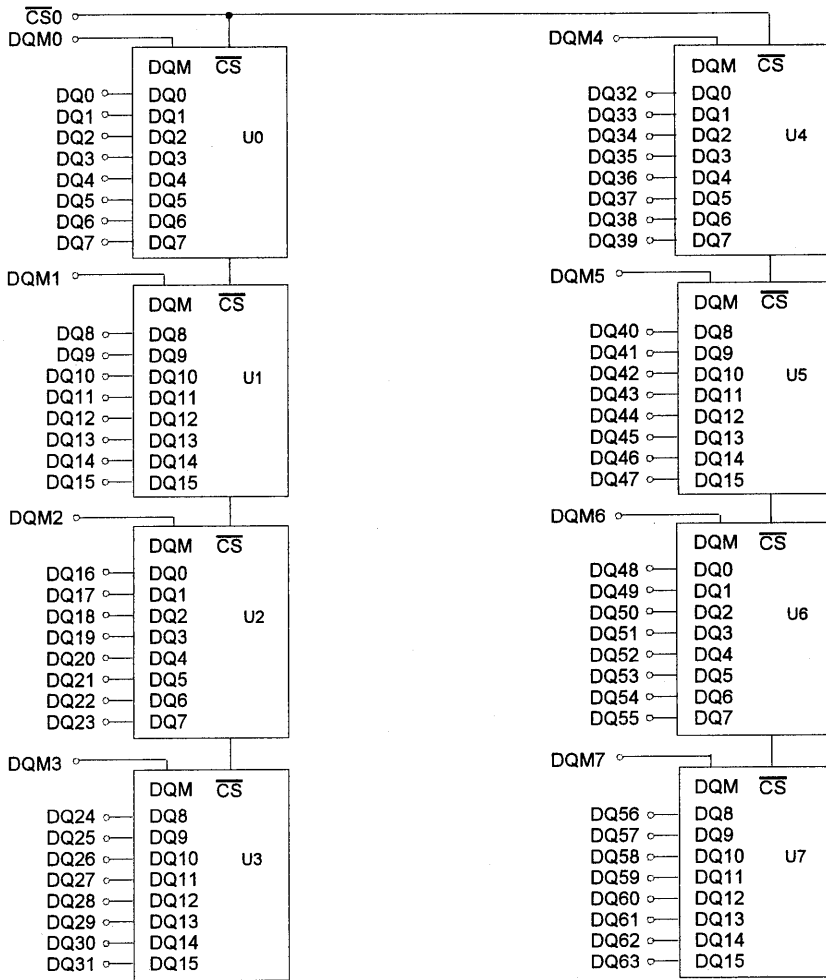 CS0
DQM0
DQM CS
DQ0 DQ0
DQ1 DQ1
DQ2 DQ2 U0
DQ3 DQ3
DQ4 DQ4
DQ5 DQ5
DQ6 DQ6
DQ7 DQ7
DQM1
DQM CS
DQ8 DQ8
DQ9 DQ9
DQ10 DQ10 U1
DQ11 DQ11
DQ12 DQ12
DQ13 DQ13
DQ14 DQ14
DQ15 DQ15
DQM2
DQM CS
DQ16 DQ0
DQ17 DQ1
DQ18 DQ2 U2
DQ19 DQ3
DQ20 DQ4
DQ21 DQ5
DQ22 DQ6
DQ23 DQ7
DQM3
DQM CS
DQ24 DQ8
DQ25 DQ9
DQ26 DQ10 U3
DQ27 DQ11
DQ28 DQ12
DQ29 DQ13
DQ30 DQ14
DQ31 DQ15
DQM4
DQM CS
DQ32 DQ0
DQ33 DQ1
DQ34 DQ2 U4
DQ35 DQ3
DQ36 DQ4
DQ37 DQ5
DQ38 DQ6
DQ39 DQ7
DQM5
DQM CS
DQ40 DQ8
DQ41 DQ9
DQ42 DQ10 U5
DQ43 DQ11
DQ44 DQ12
DQ45 DQ13
DQ46 DQ14
DQ47 DQ15
DQM6
DQM CS
DQ48 DQ0
DQ49 DQ1
DQ50 DQ2 U6
DQ51 DQ3
DQ52 DQ4
DQ53 DQ5
DQ54 DQ6
DQ55 DQ7
DQM7
DQM CS
DQ56 DQ8
DQ57 DQ9
DQ58 DQ10 U7
DQ59 DQ11
DQ60 DQ12
DQ61 DQ13
DQ62 DQ14
DQ63 DQ15